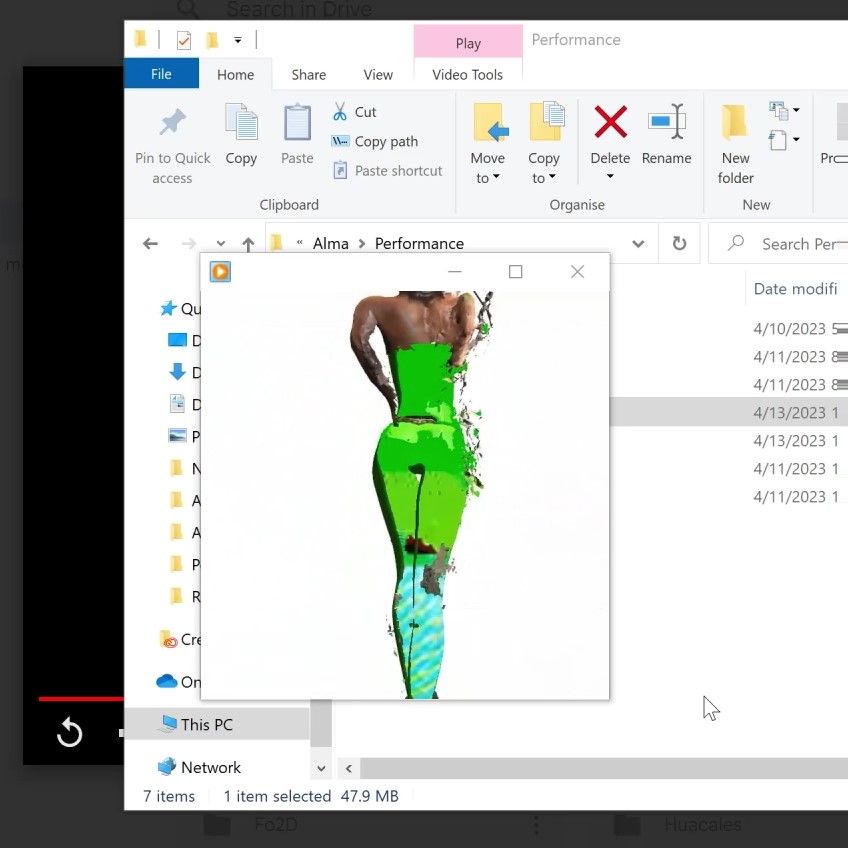 Search in Drive
Play
Performance
File
Home
Share
View
Video Tools
Pin to Quick
access
Copy
Paste
Cut
Copy path
Paste shortcut
Move
to
Copy
to
Delete
Rename
New
folder
Clipboard
Organise
New
« Alma > Performance
Search Per
Date modifi
Qu
D
D
D
P
N
A
A
P
R
Cre
On
This PC
Network
4/10/2023 5
4/11/2023 8
4/11/2023 8
4/13/2023 1
4/13/2023 1
4/11/2023 1
4/11/2023 1
7 items
1 item selected 47.9 MB
Fo2D
Huacales